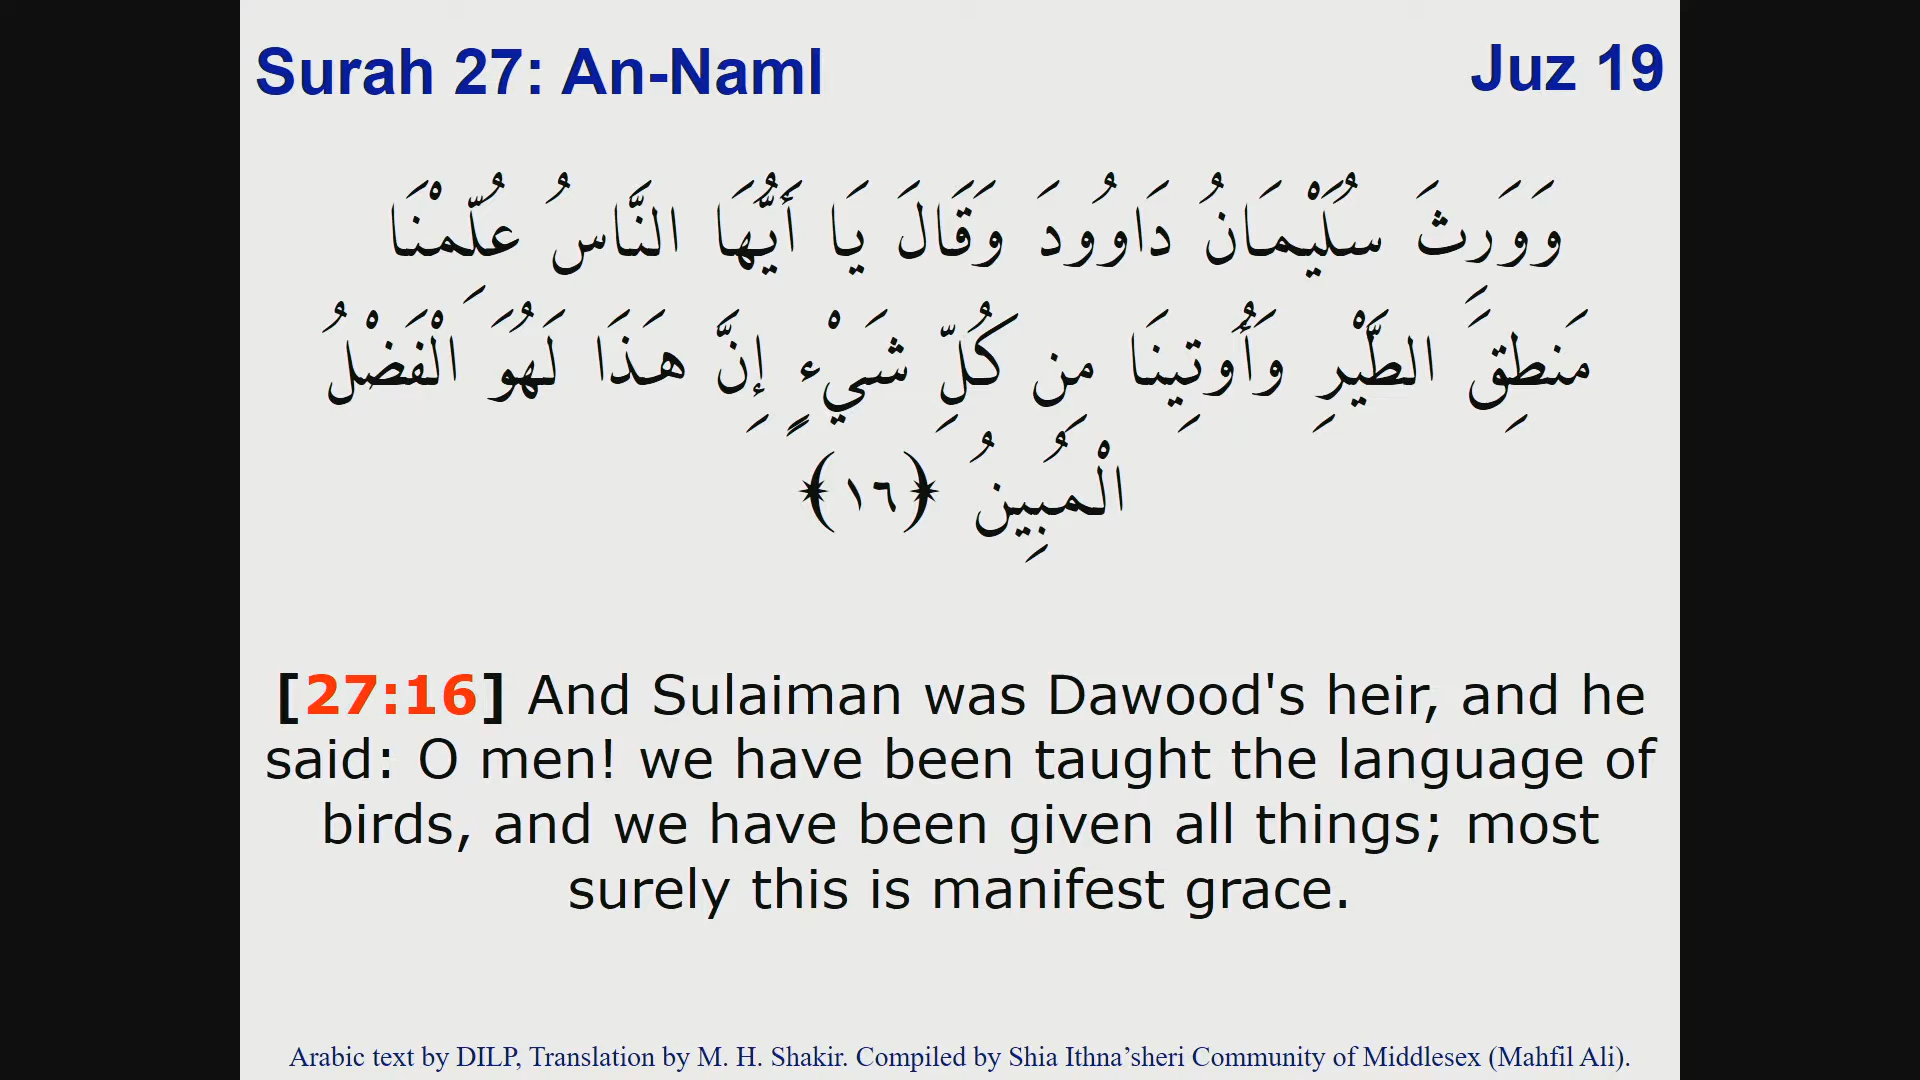 Surah 27: An-Naml
Juz 19
وَوَرِثَ سُلَيْمَانُ دَاوُودَ وَقَالَ يَا أَيُّهَا النَّاسُ عُلِّمْنَا
مَنطِقَ الطَّيْرِ وَأُوتِينَا مِن كُلِّ شَيْءٍ إِنَّ هَذَا لَهُوَ الْفَضْلُ
الْمُبِينُ ﴿١٦﴾
[27:16] And Sulaiman was Dawood's heir, and he
said: O men! we have been taught the language of
birds, and we have been given all things; most
surely this is manifest grace.
Arabic text by DILP, Translation by M. H. Shakir. Compiled by Shia Ithna’sheri Community of Middlesex (Mahfil Ali).